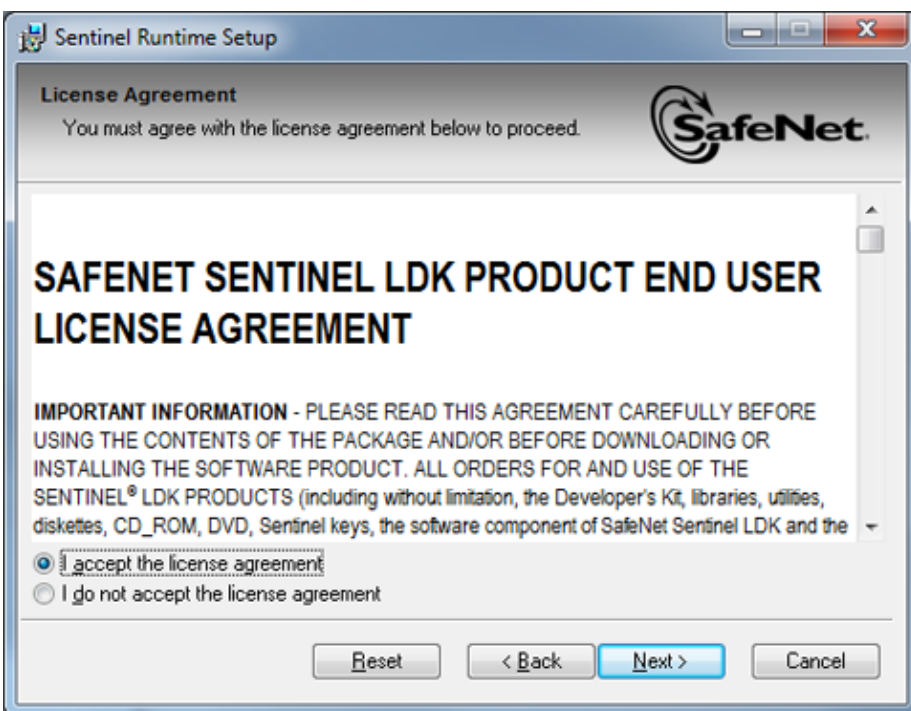 Sentinel Runtime Setup
License Agreement
You must agree with the license agreement below to proceed.
SafeNet.
SAFENET SENTINEL LDK PRODUCT END USER
LICENSE AGREEMENT
IMPORTANT INFORMATION - PLEASE READ THIS AGREEMENT CAREFULLY BEFORE
USING THE CONTENTS OF THE PACKAGE AND/OR BEFORE DOWNLOADING OR
INSTALLING THE SOFTWARE PRODUCT. ALL ORDERS FOR AND USE OF THE
SENTINEL® LDK PRODUCTS (including without limitation, the Developer's Kit, libraries, utilities,
diskettes, CD_ROM, DVD, Sentinel keys, the software component of SafeNet Sentinel LDK and the
I accept the license agreement
I do not accept the license agreement
Reset
< Back
Next >
Cancel